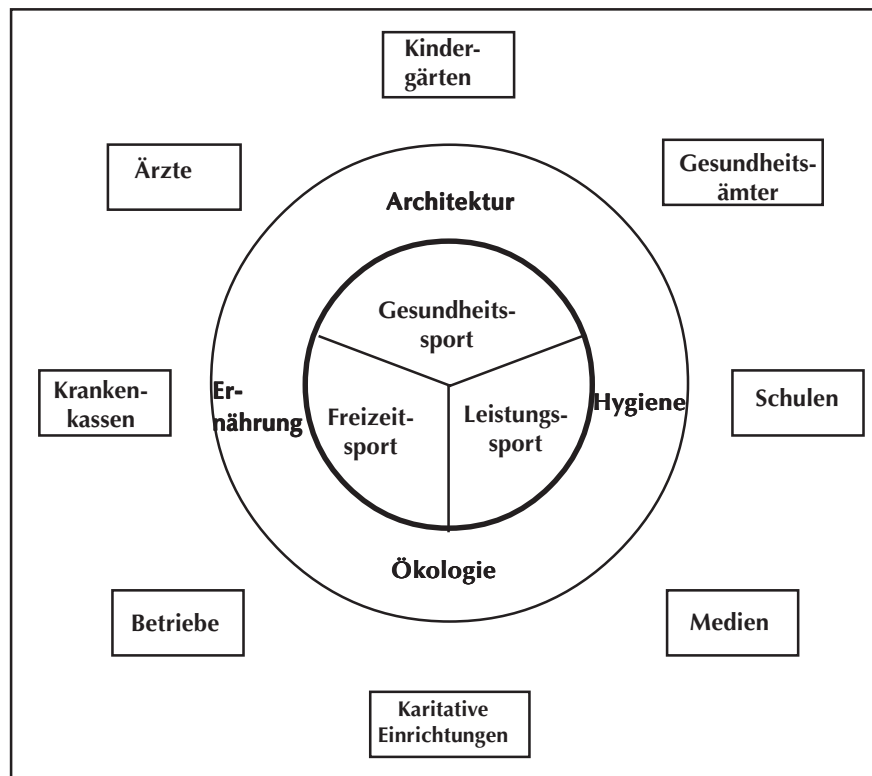 Kinder-
gärten
Ärzte
Gesundheits-
ämter
Architektur
Gesundheits-
sport
Kranken-
kassen
Er-
nährung
Freizeit-
sport
Leistungs-
sport
Hygiene
Schulen
Ökologie
Betriebe
Medien
Karitative
Einrichtungen